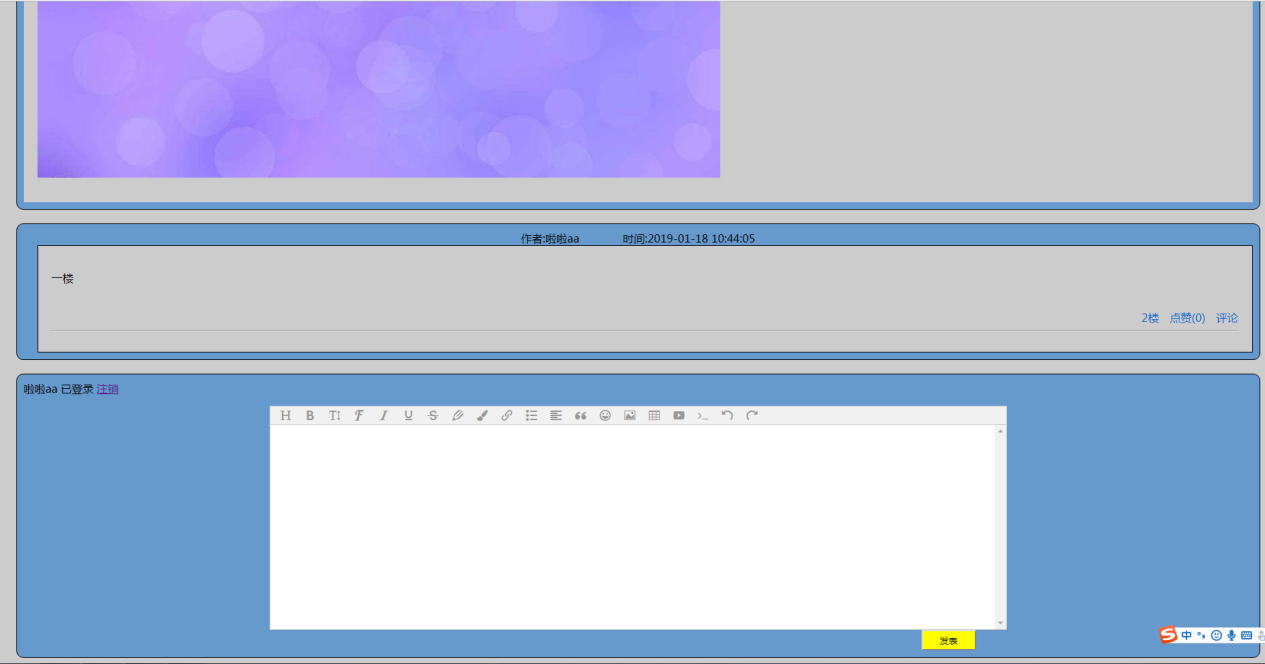 作者:啦啦aa 时间:2019-01-18 10:44:05
一楼
2楼 点赞(0) 评论
啦啦aa 已登录 注销
发表
中